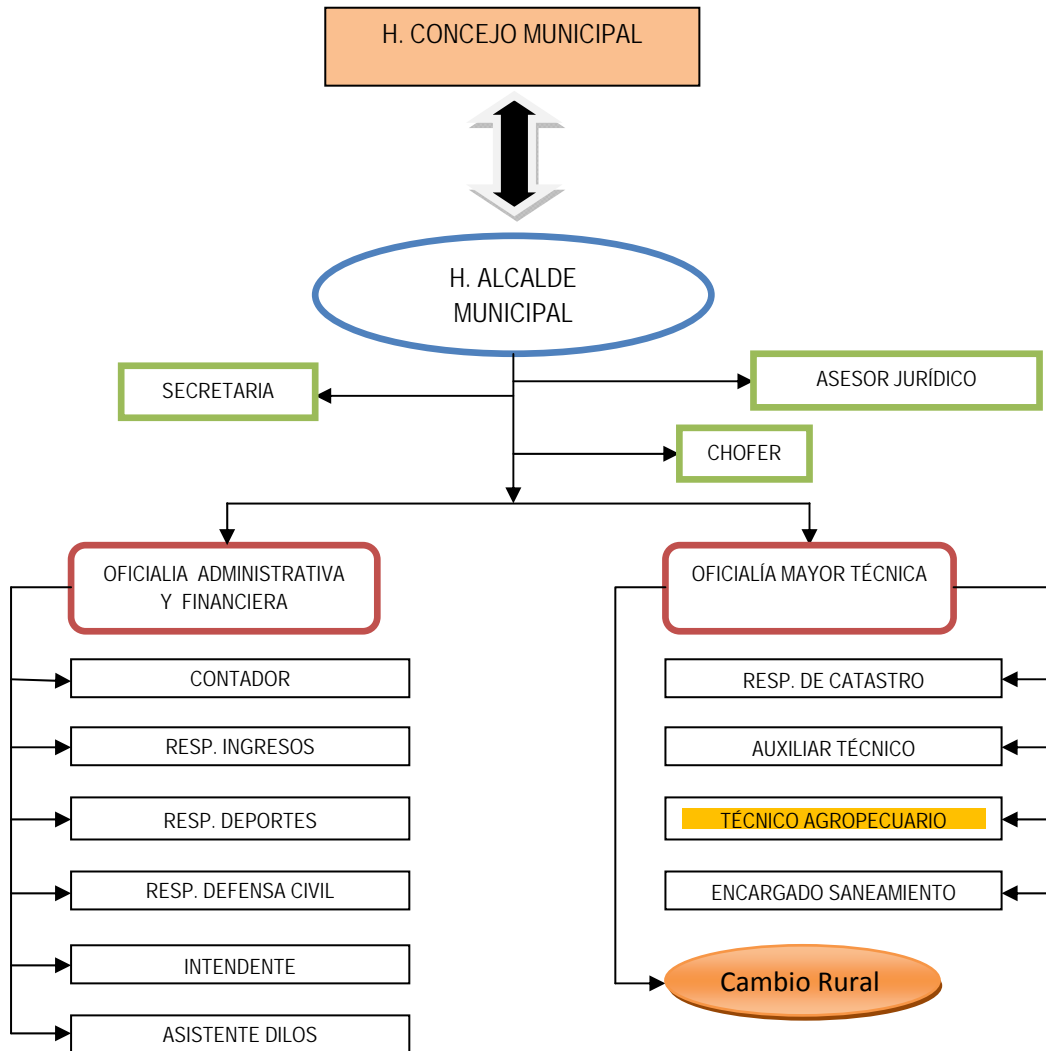 H. CONCEJO MUNICIPAL
H. ALCALDE
MUNICIPAL
SECRETARIA
ASESOR JURÍDICO
CHOFER
OFICIALIA ADMINISTRATIVA
Y FINANCIERA
CONTADOR
RESP. INGRESOS
RESP. DEPORTES
RESP. DEFENSA CIVIL
INTENDENTE
ASISTENTE DILOS
OFICIALÍA MAYOR TÉCNICA
RESP. DE CATASTRO
AUXILIAR TÉCNICO
TÉCNICO AGROPECUARIO
ENCARGADO SANEAMIENTO
Cambio Rural